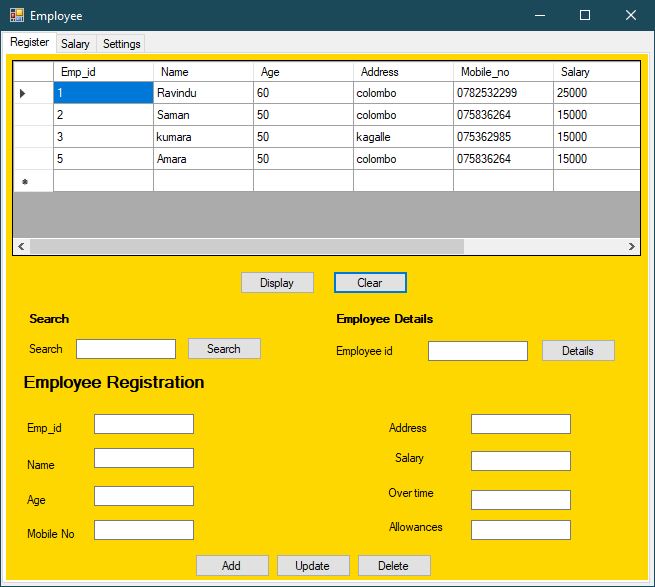 Employee
Register Salary Settings
Emp_id Name Age Address Mobile_no Salary
1 Ravindu 60 colombo 0782532299 25000
2 Saman 50 colombo 075836264 15000
3 kumara 50 kagalle 075362985 15000
5 Amara 50 colombo 075836264 15000
Display Clear
Search Employee Details
Search Search Employee id Details
Employee Registration
Emp_id Address
Name Salary
Age Over time
Mobile No Allowances
Add Update Delete